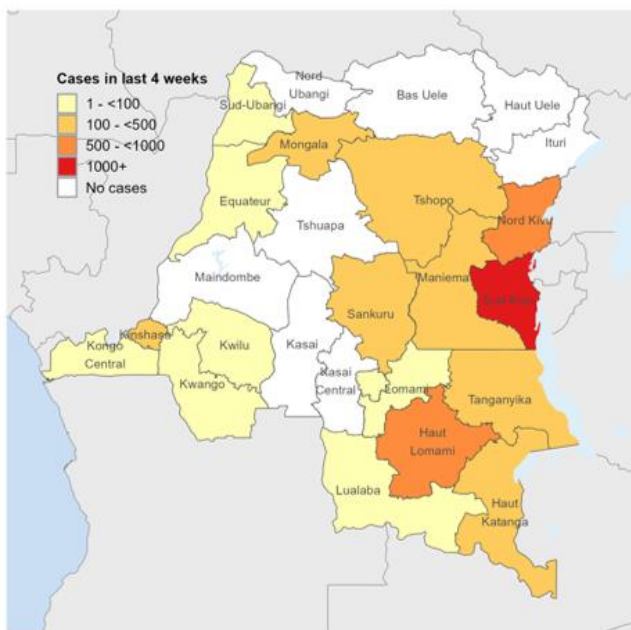 Cases in last 4 weeks
1 - <100
100 - <500
500 - <1000
1000+
No cases
Nord
Ubangi
Sud-Ubangi
Bas Uele
Haut Uele
Ituri
Mongala
Equateur
Tshopo
Nord Kivu
Tshuapa
Maindombe
Maniema
Sud Kivu
Sankuru
Kinshasa
Kongo
Central
Kwilu
Kasai
Kasai
Central
Kwango
Lomami
Tanganyika
Haut
Lomami
Lualaba
Haut
Katanga